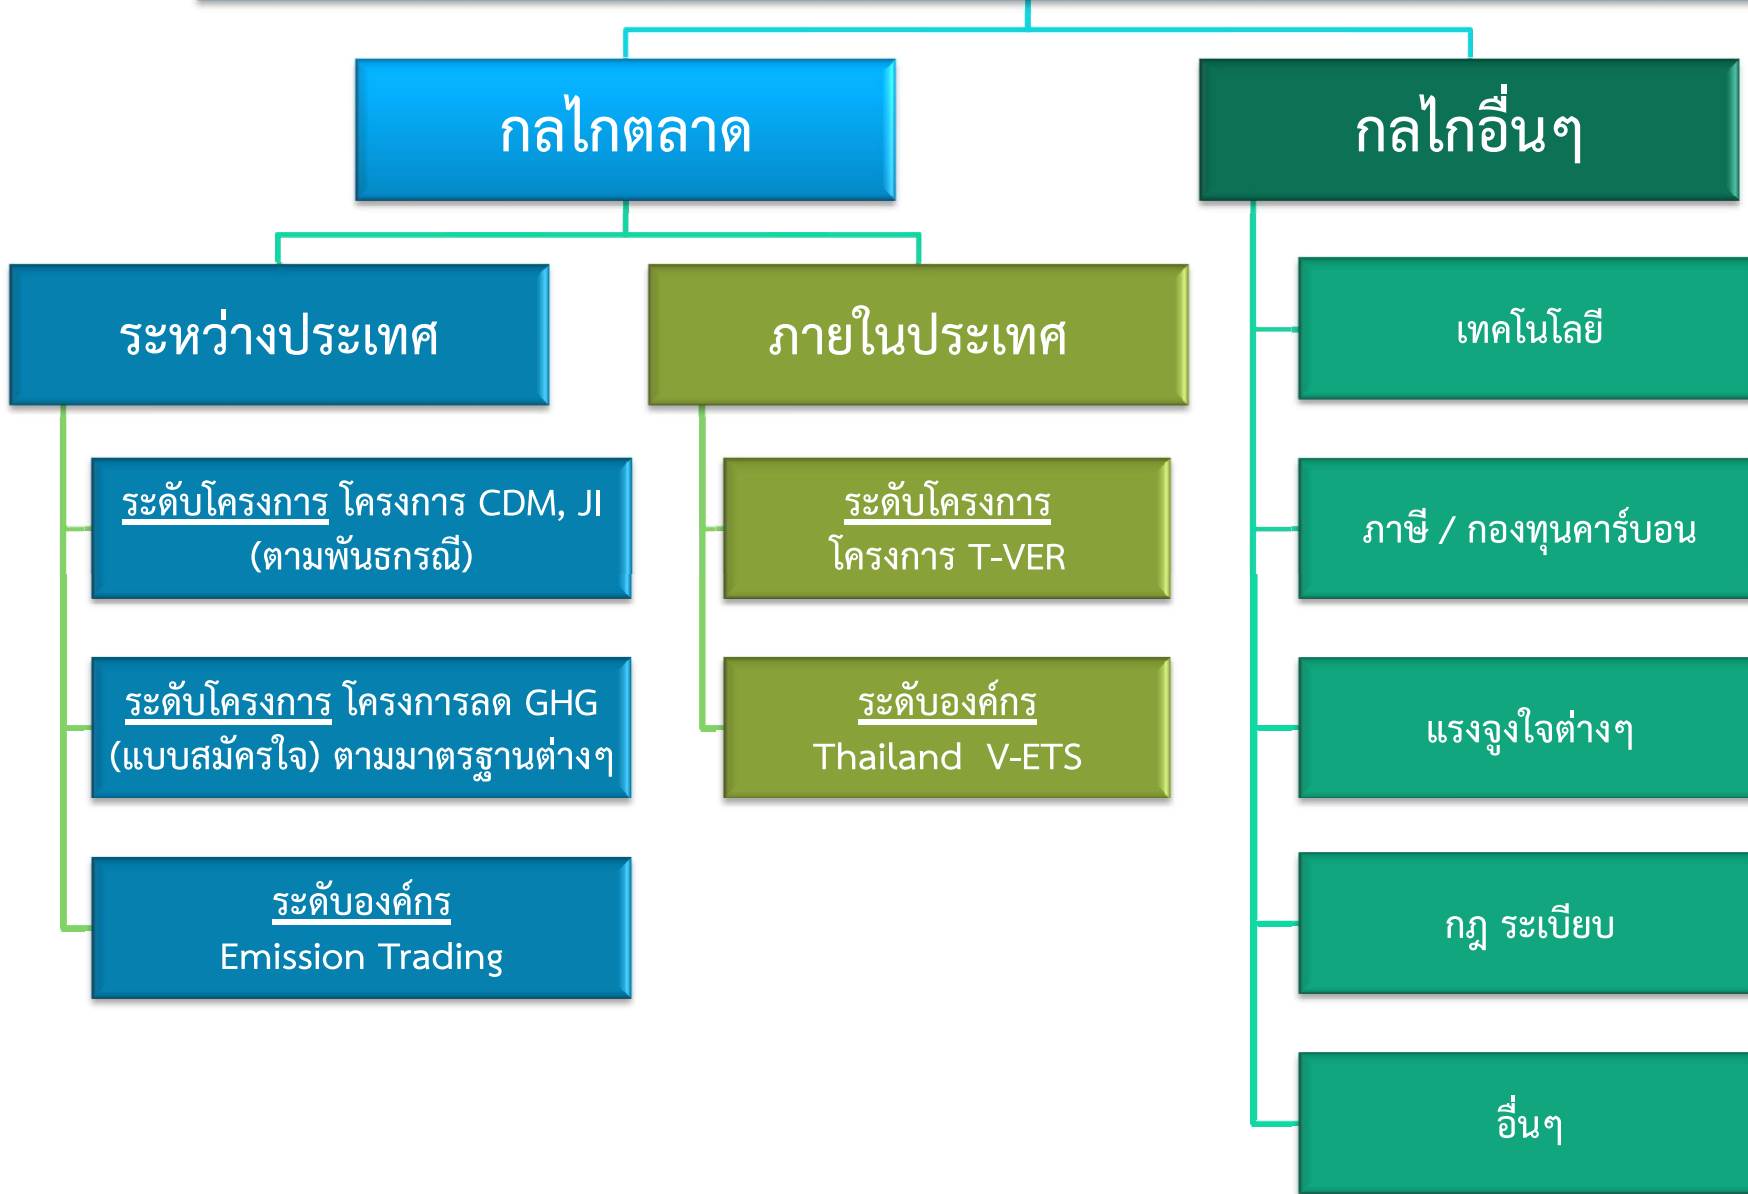 กลไกตลาด
กลไกอื่นๆ
ระหว่างประเทศ
ภายในประเทศ
เทคโนโลยี
ระดับโครงการ โครงการ CDM, JI
(ตามพันธกรณี)
ระดับโครงการ
โครงการ T-VER
ภาษี / กองทุนคาร์บอน
ระดับโครงการ โครงการลด GHG
(แบบสมัครใจ) ตามมาตรฐานต่างๆ
ระดับองค์กร
Thailand V-ETS
แรงจูงใจต่างๆ
ระดับองค์กร
Emission Trading
กฎ ระเบียบ
อื่นๆ